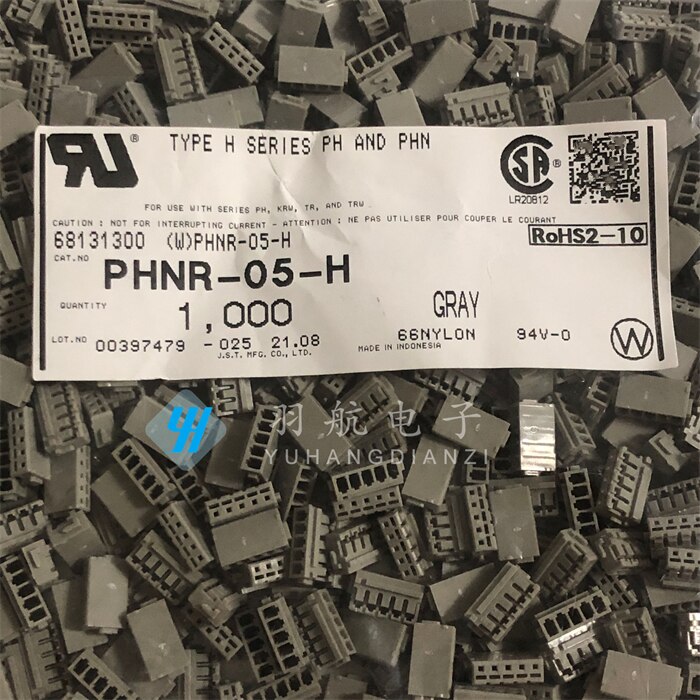 RU ®
TYPE H SERIES PH AND PHN
CSA ®
LR20812
FOR USE WITH SERIES PH, KRW, TR, AND TRW
CAUTION : NOT FOR INTERRUPTING CURRENT - ATTENTION : NE PAS UTILISER POUR COUPER LE COURANT
68131300 (W)PHNR-05-H
RoHS2-10
CAT.NO
PHNR-05-H
QUANTITY 1,000
GRAY
LOT.NO 00397479 -025 21.08
66NYLON 94V-0
J.S.T. MFG. CO., LTD.
MADE IN INDONESIA
W
YH 羽航电子
YUHANGDIANZI